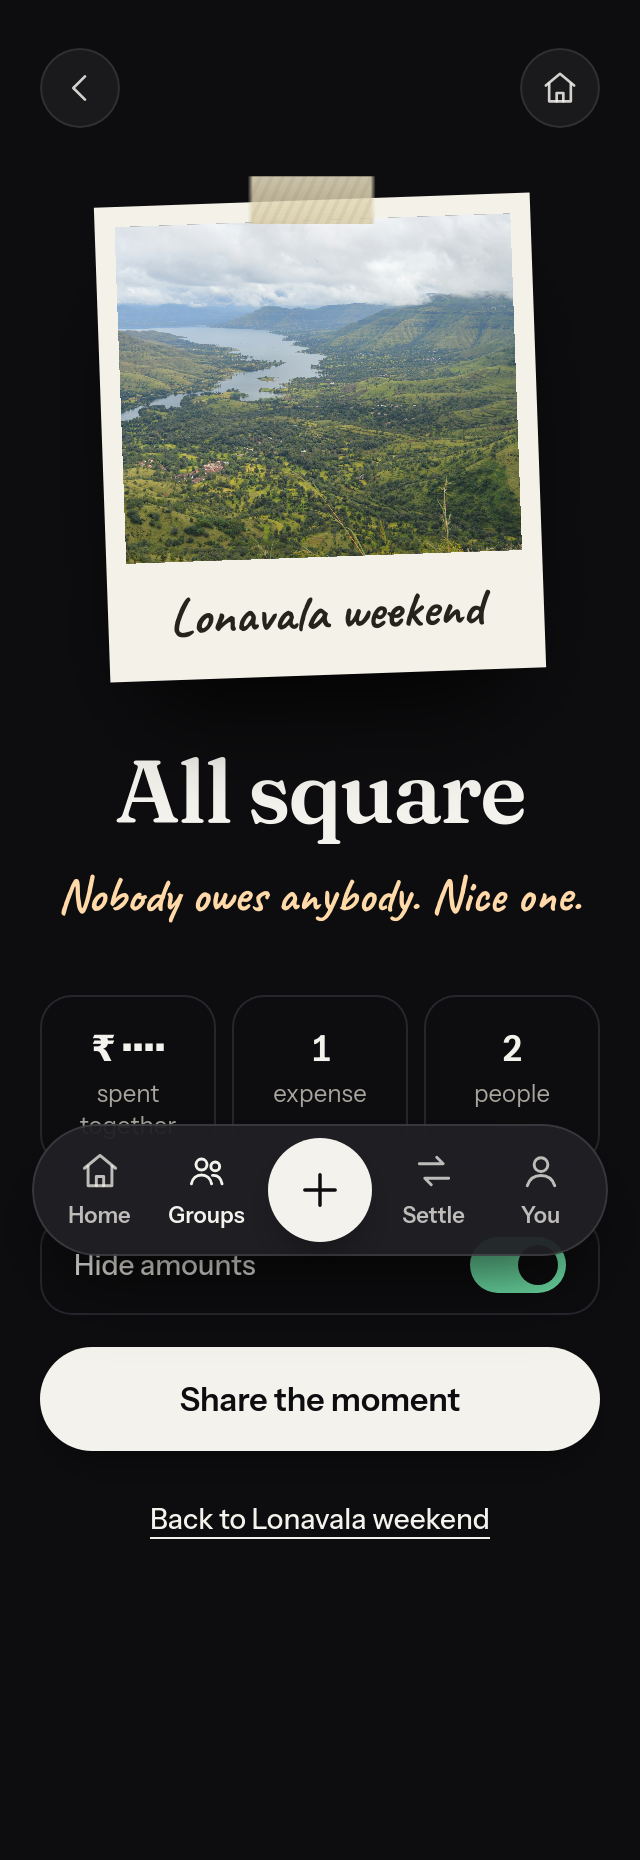 Lonavala weekend
All square
Nobody owes anybody. Nice one.
₹ ····
spent
together
1
expense
2
people
Home
Groups
Settle
You
Hide amounts
Share the moment
Back to Lonavala weekend